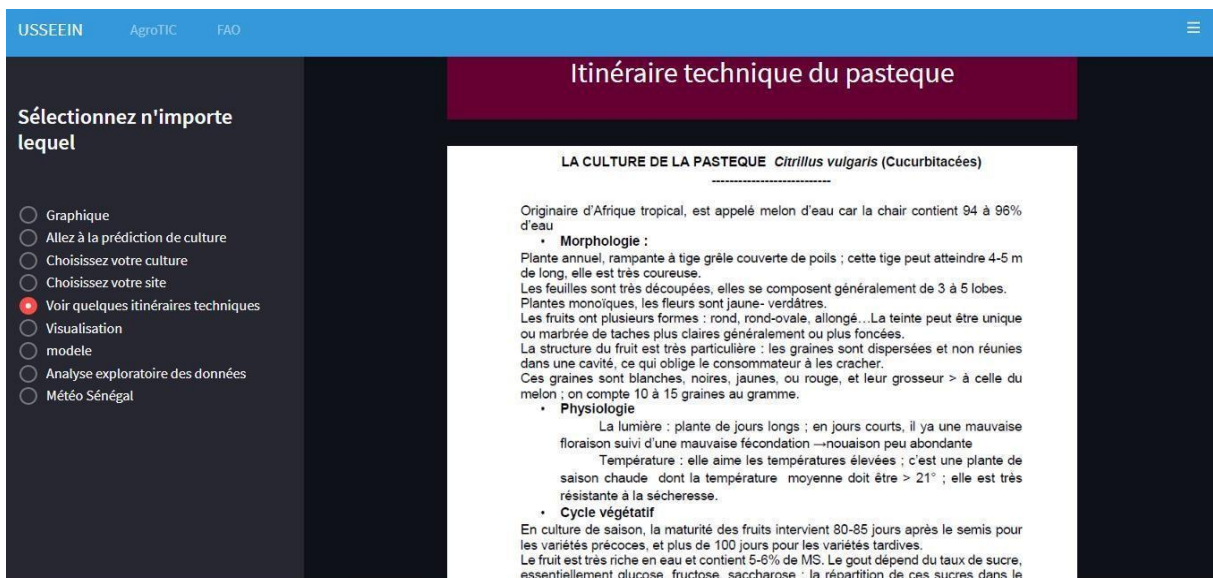 USSEEIN AgroTIC FAO
Sélectionnez n'importe
lequel
Graphique
Allez à la prédiction de culture
Choisissez votre culture
Choisissez votre site
Voir quelques itinéraires techniques
Visualisation
modele
Analyse exploratoire des données
Météo Sénégal
Itinéraire technique du pasteque
LA CULTURE DE LA PASTEQUE Citrillus vulgaris (Cucurbitacées)
---------------------------
Originaire d'Afrique tropical, est appelé melon d'eau car la chair contient 94 à 96%
d'eau
• Morphologie :
Plante annuel, rampante à tige grêle couverte de poils ; cette tige peut atteindre 4-5 m
de long, elle est très coureuse.
Les feuilles sont très découpées, elles se composent généralement de 3 à 5 lobes.
Plantes monoïques, les fleurs sont jaune- verdâtres.
Les fruits ont plusieurs formes : rond, rond-ovale, allongé…La teinte peut être unique
ou marbrée de taches plus claires généralement ou plus foncées.
La structure du fruit est très particulière : les graines sont dispersées et non réunies
dans une cavité, ce qui oblige le consommateur à les cracher.
Ces graines sont blanches, noires, jaunes, ou rouge, et leur grosseur > à celle du
melon ; on compte 10 à 15 graines au gramme.
• Physiologie
La lumière : plante de jours longs ; en jours courts, il ya une mauvaise
floraison suivi d'une mauvaise fécondation →nouaison peu abondante
Température : elle aime les températures élevées ; c'est une plante de
saison chaude dont la température moyenne doit être > 21° ; elle est très
résistante à la sécheresse.
• Cycle végétatif
En culture de saison, la maturité des fruits intervient 80-85 jours après le semis pour
les variétés précoces, et plus de 100 jours pour les variétés tardives.
Le fruit est très riche en eau et contient 5-6% de MS. Le gout dépend du taux de sucre,
essentiellement glucose, fructose, saccharose ; la répartition de ces sucres dans le